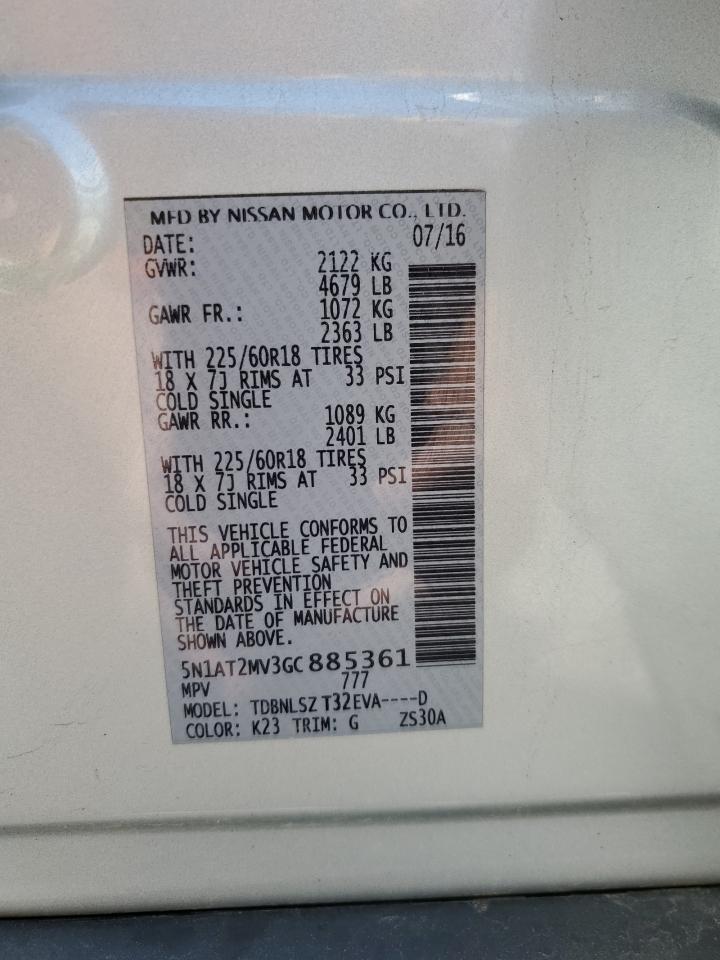 MFD BY NISSAN MOTOR CO., LTD.
DATE: 07/16
GVWR: 2122 KG
4679 LB
GAWR FR.: 1072 KG
2363 LB
WITH 225/60R18 TIRES
18 X 7J RIMS AT 33 PSI
COLD SINGLE
GAWR RR.: 1089 KG
2401 LB
WITH 225/60R18 TIRES
18 X 7J RIMS AT 33 PSI
COLD SINGLE
THIS VEHICLE CONFORMS TO
ALL APPLICABLE FEDERAL
MOTOR VEHICLE SAFETY AND
THEFT PREVENTION
STANDARDS IN EFFECT ON
THE DATE OF MANUFACTURE
SHOWN ABOVE.
5N1AT2MV3GC885361
MPV 777
MODEL: TDBNLSZ T32EVA----D
COLOR: K23 TRIM: G ZS30A